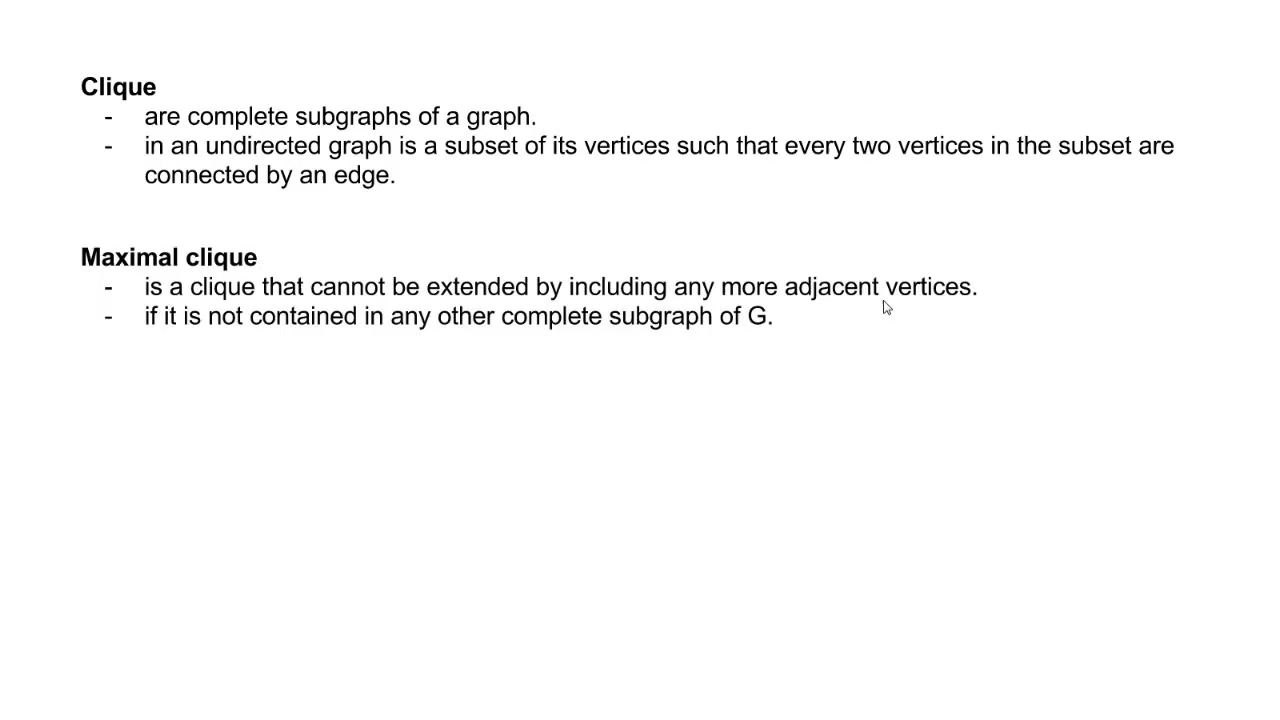 Clique
- are complete subgraphs of a graph.
- in an undirected graph is a subset of its vertices such that every two vertices in the subset are
connected by an edge.
Maximal clique
- is a clique that cannot be extended by including any more adjacent vertices.
- if it is not contained in any other complete subgraph of G.